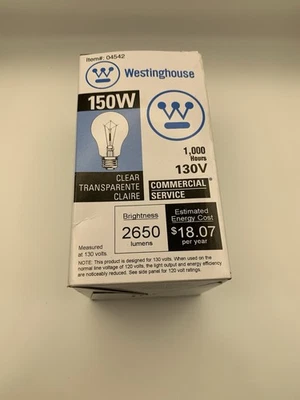 Item#: 04542
Westinghouse
150W
1,000
Hours
130V
CLEAR
TRANSPARENTE
CLAIRE
COMMERCIAL®
SERVICE
Brightness
2650
lumens
Estimated
Energy Cost
$18.07
per year
Measured
at 130 volts
NOTE: This product is designed for 130 volts. When used on the
normal line voltage of 120 volts, the light output and energy efficiency
are noticeably reduced. See side panel for 120 volt ratings.